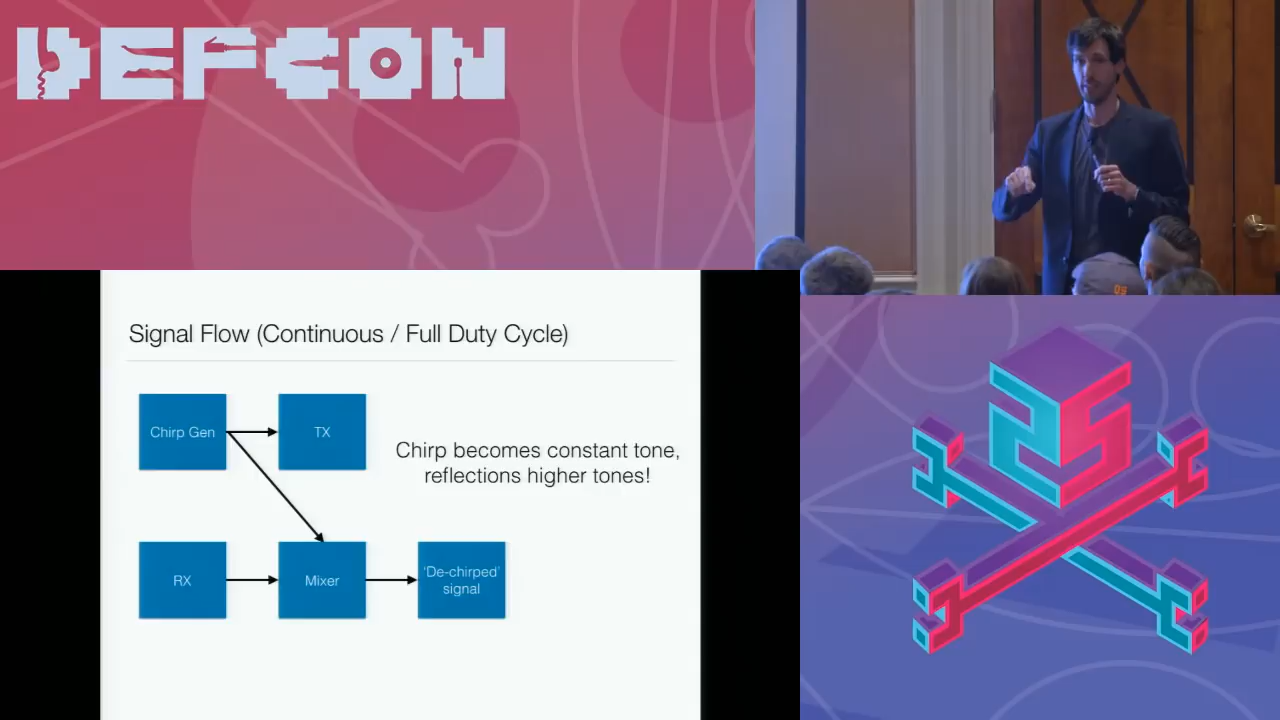 DEFCON
Signal Flow (Continuous / Full Duty Cycle)
Chirp Gen
TX
Chirp becomes constant tone,
reflections higher tones!
RX
Mixer
'De-chirped'
signal
25